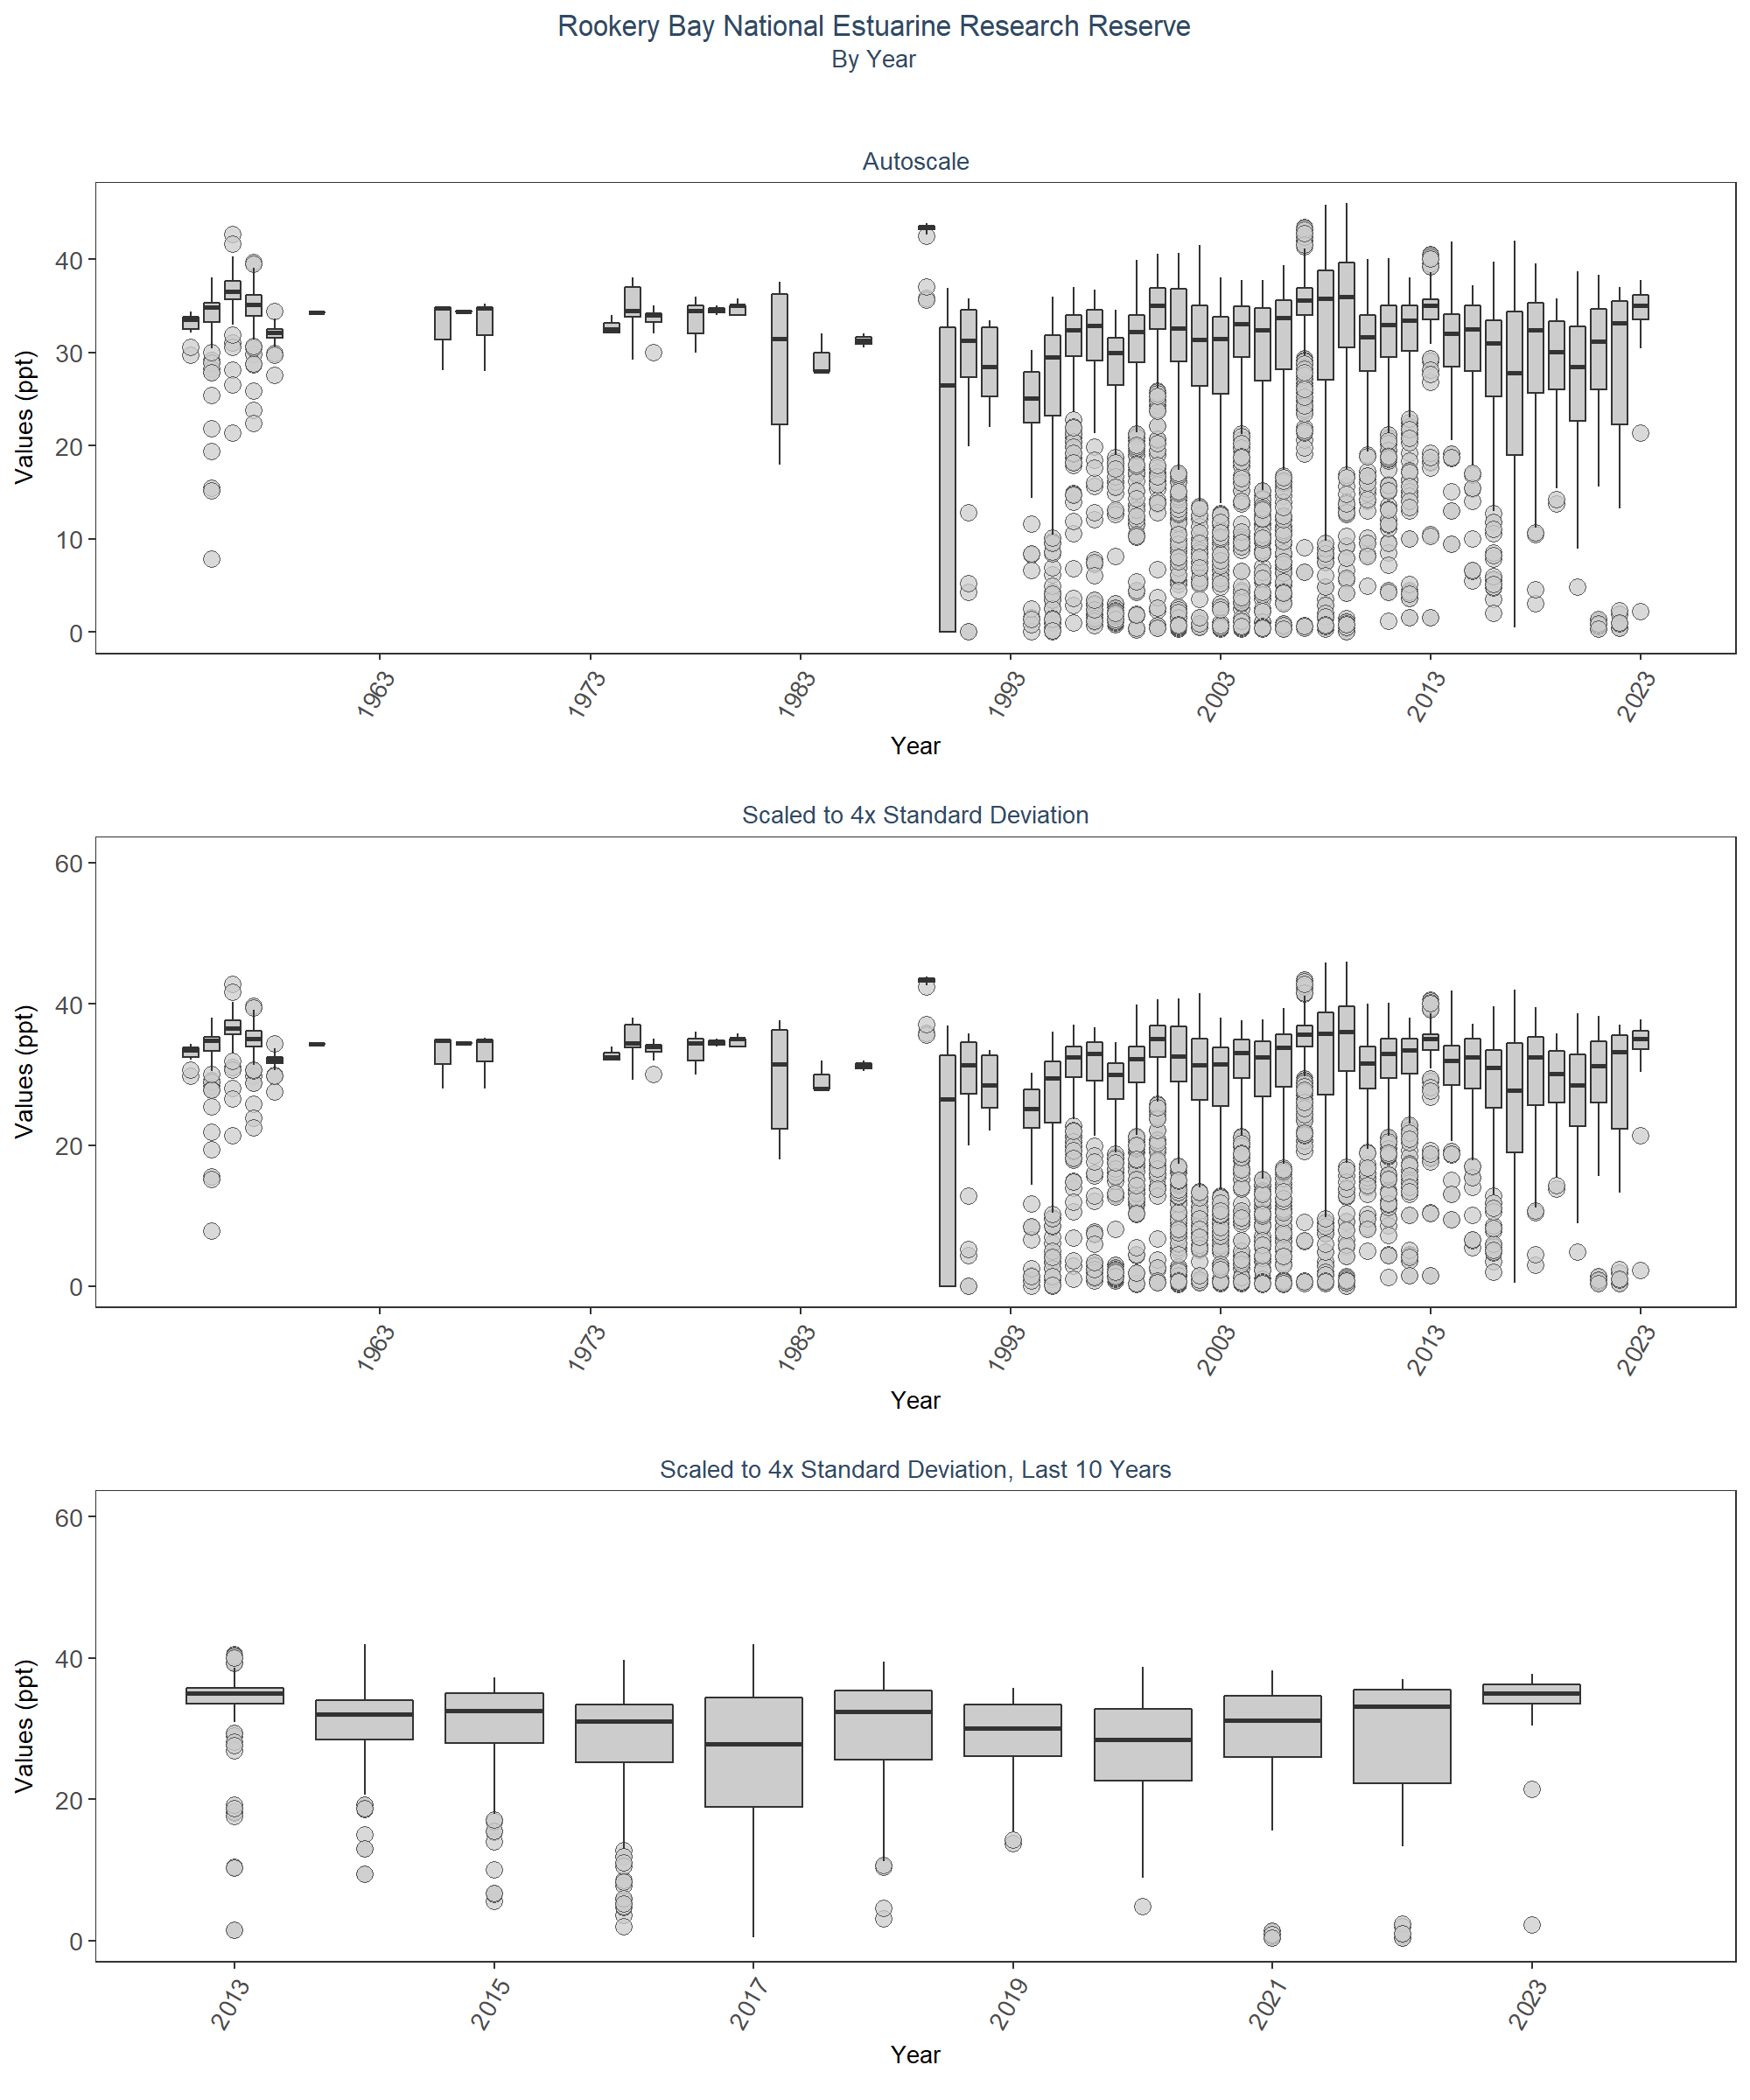 Rookery Bay National Estuarine Research Reserve
By Year
Autoscale
Values (ppt)
40
30
20
10
0
1963 1973 1983 1993 2003 2013 2023
Year
Scaled to 4x Standard Deviation
Values (ppt)
60
40
20
0
1963 1973 1983 1993 2003 2013 2023
Year
Scaled to 4x Standard Deviation, Last 10 Years
Values (ppt)
60
40
20
0
2013 2015 2017 2019 2021 2023
Year